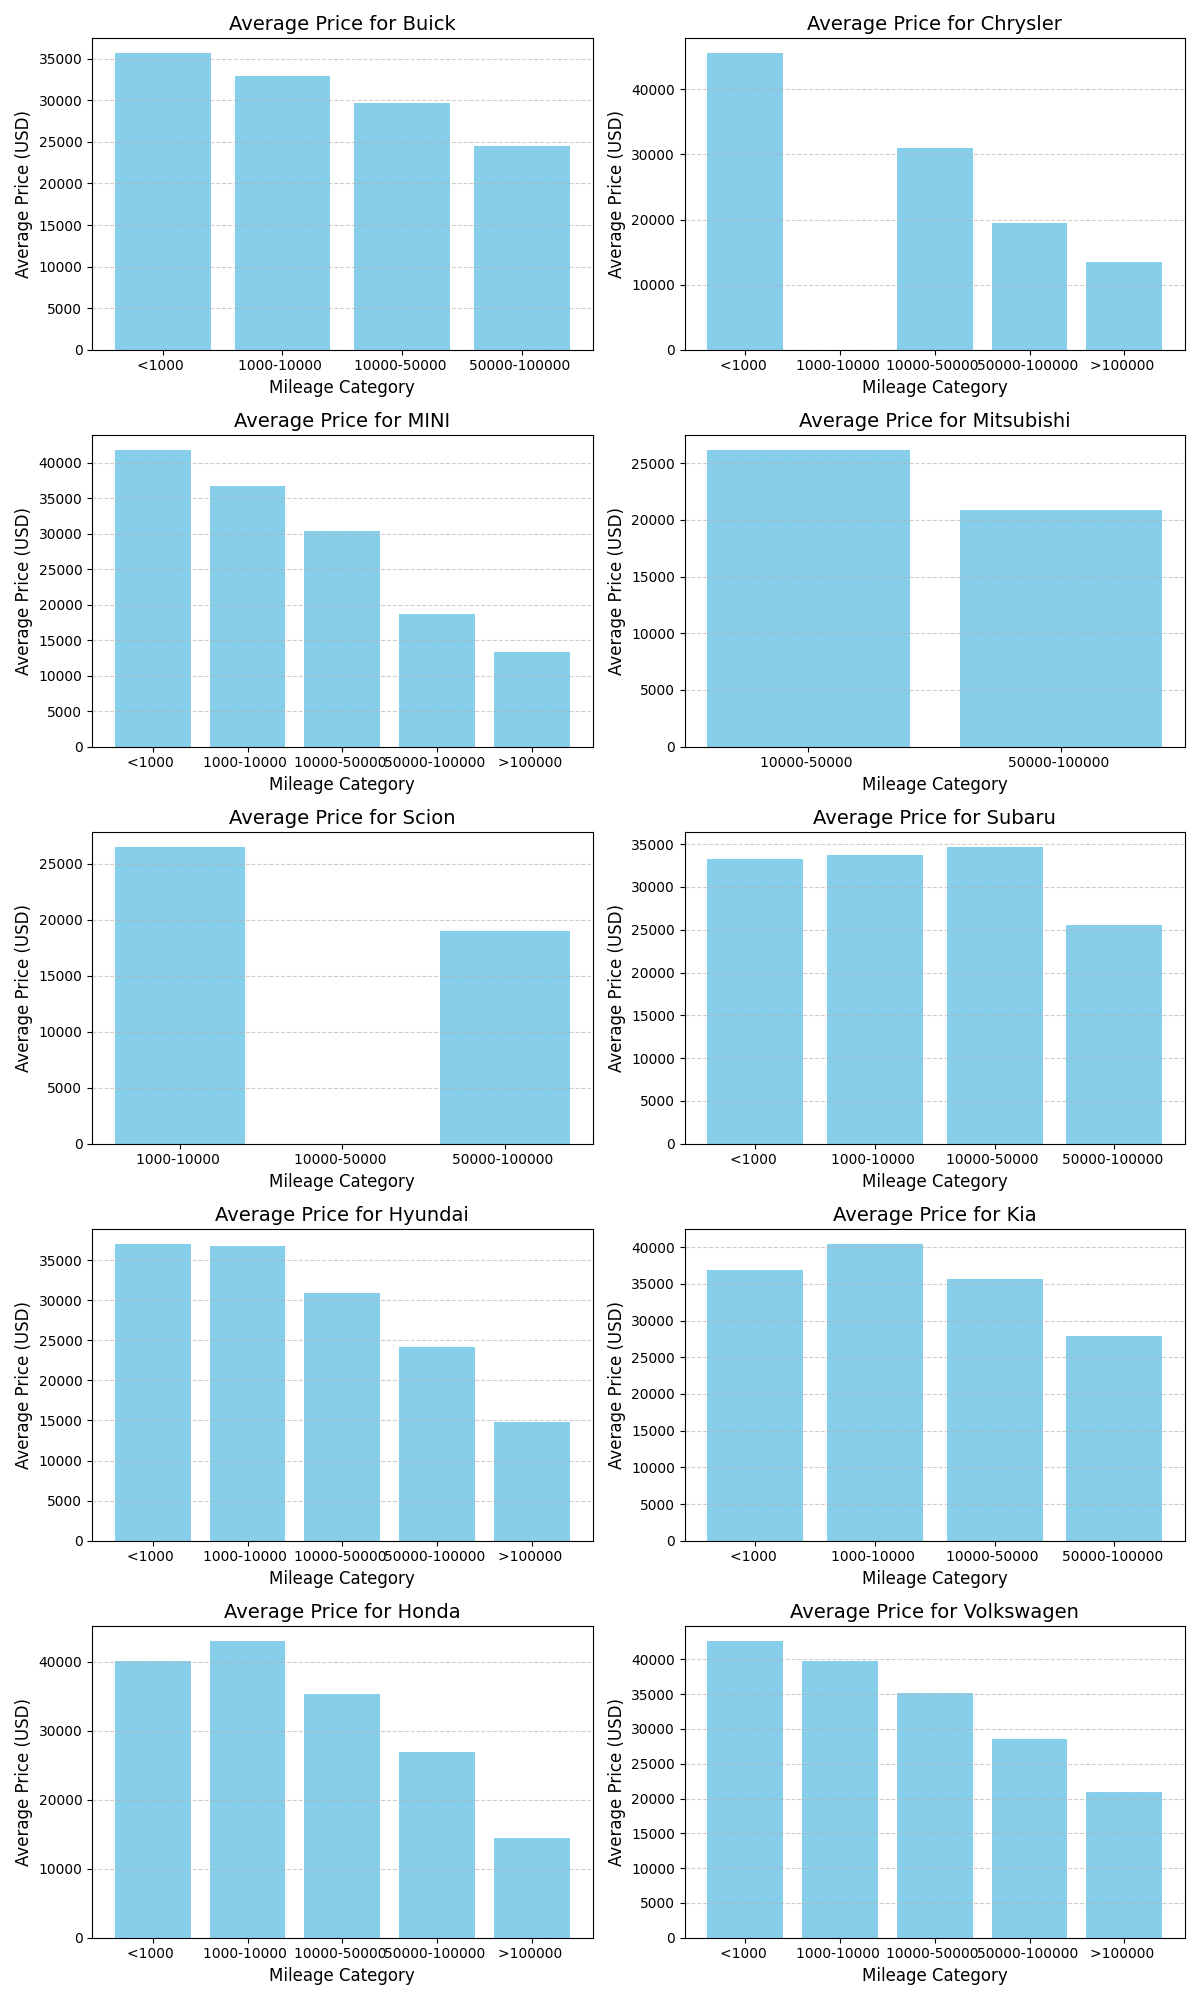 Average Price for Buick
Average Price (USD)
35000
30000
25000
20000
15000
10000
5000
0
<1000 1000-10000 10000-50000 50000-100000
Mileage Category
Average Price for Chrysler
Average Price (USD)
40000
30000
20000
10000
0
<1000 1000-10000 10000-50000 50000-100000 >100000
Mileage Category
Average Price for MINI
Average Price (USD)
40000
35000
30000
25000
20000
15000
10000
5000
0
<1000 1000-10000 10000-50000 50000-100000 >100000
Mileage Category
Average Price for Mitsubishi
Average Price (USD)
25000
20000
15000
10000
5000
0
10000-50000 50000-100000
Mileage Category
Average Price for Scion
Average Price (USD)
25000
20000
15000
10000
5000
0
1000-10000 10000-50000 50000-100000
Mileage Category
Average Price for Subaru
Average Price (USD)
35000
30000
25000
20000
15000
10000
5000
0
<1000 1000-10000 10000-50000 50000-100000
Mileage Category
Average Price for Hyundai
Average Price (USD)
35000
30000
25000
20000
15000
10000
5000
0
<1000 1000-10000 10000-50000 50000-100000 >100000
Mileage Category
Average Price for Kia
Average Price (USD)
40000
35000
30000
25000
20000
15000
10000
5000
0
<1000 1000-10000 10000-50000 50000-100000
Mileage Category
Average Price for Honda
Average Price (USD)
40000
30000
20000
10000
0
<1000 1000-10000 10000-50000 50000-100000 >100000
Mileage Category
Average Price for Volkswagen
Average Price (USD)
40000
35000
30000
25000
20000
15000
10000
5000
0
<1000 1000-10000 10000-50000 50000-100000 >100000
Mileage Category